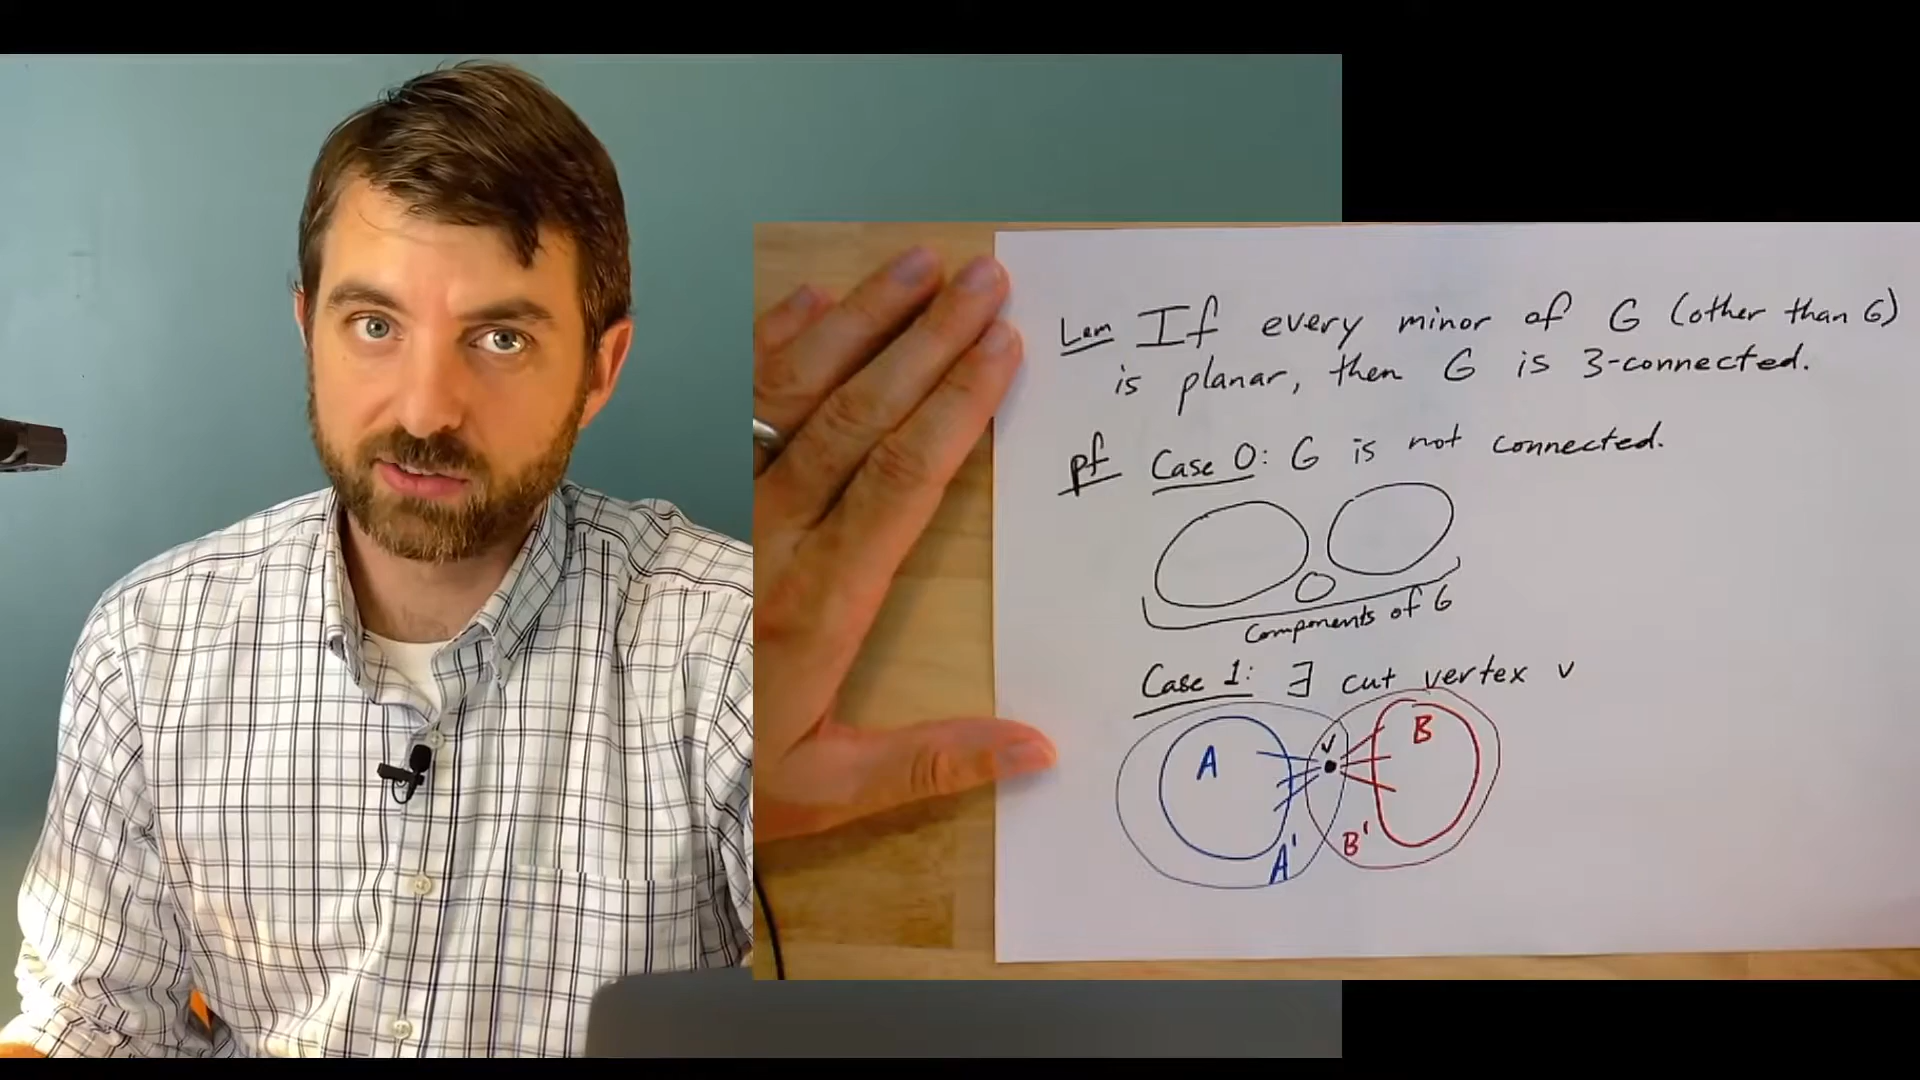 Lem If every minor of G (other than G)
is planar, then G is 3-connected.
pf Case 0: G is not connected.
Components of G
Case 1: ∃ cut vertex v
A v B
A' B'